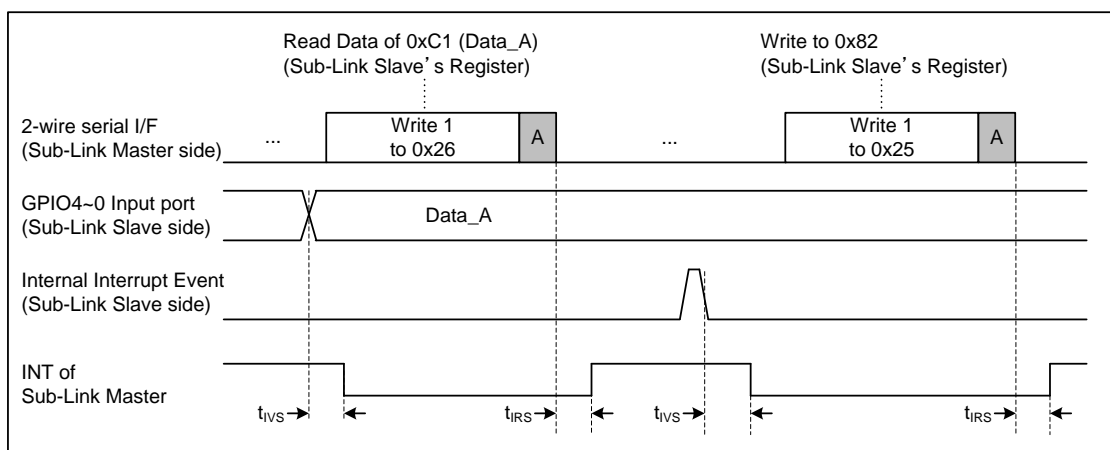 Read Data of 0xC1 (Data_A)
(Sub-Link Slave's Register)
Write to 0x82
(Sub-Link Slave's Register)
2-wire serial I/F
(Sub-Link Master side)
...
Write 1
to 0x26
A
...
Write 1
to 0x25
A
GPIO4~0 Input port
(Sub-Link Slave side)
Data_A
Internal Interrupt Event
(Sub-Link Slave side)
INT of
Sub-Link Master
tIVS
tIRS
tIVS
tIRS